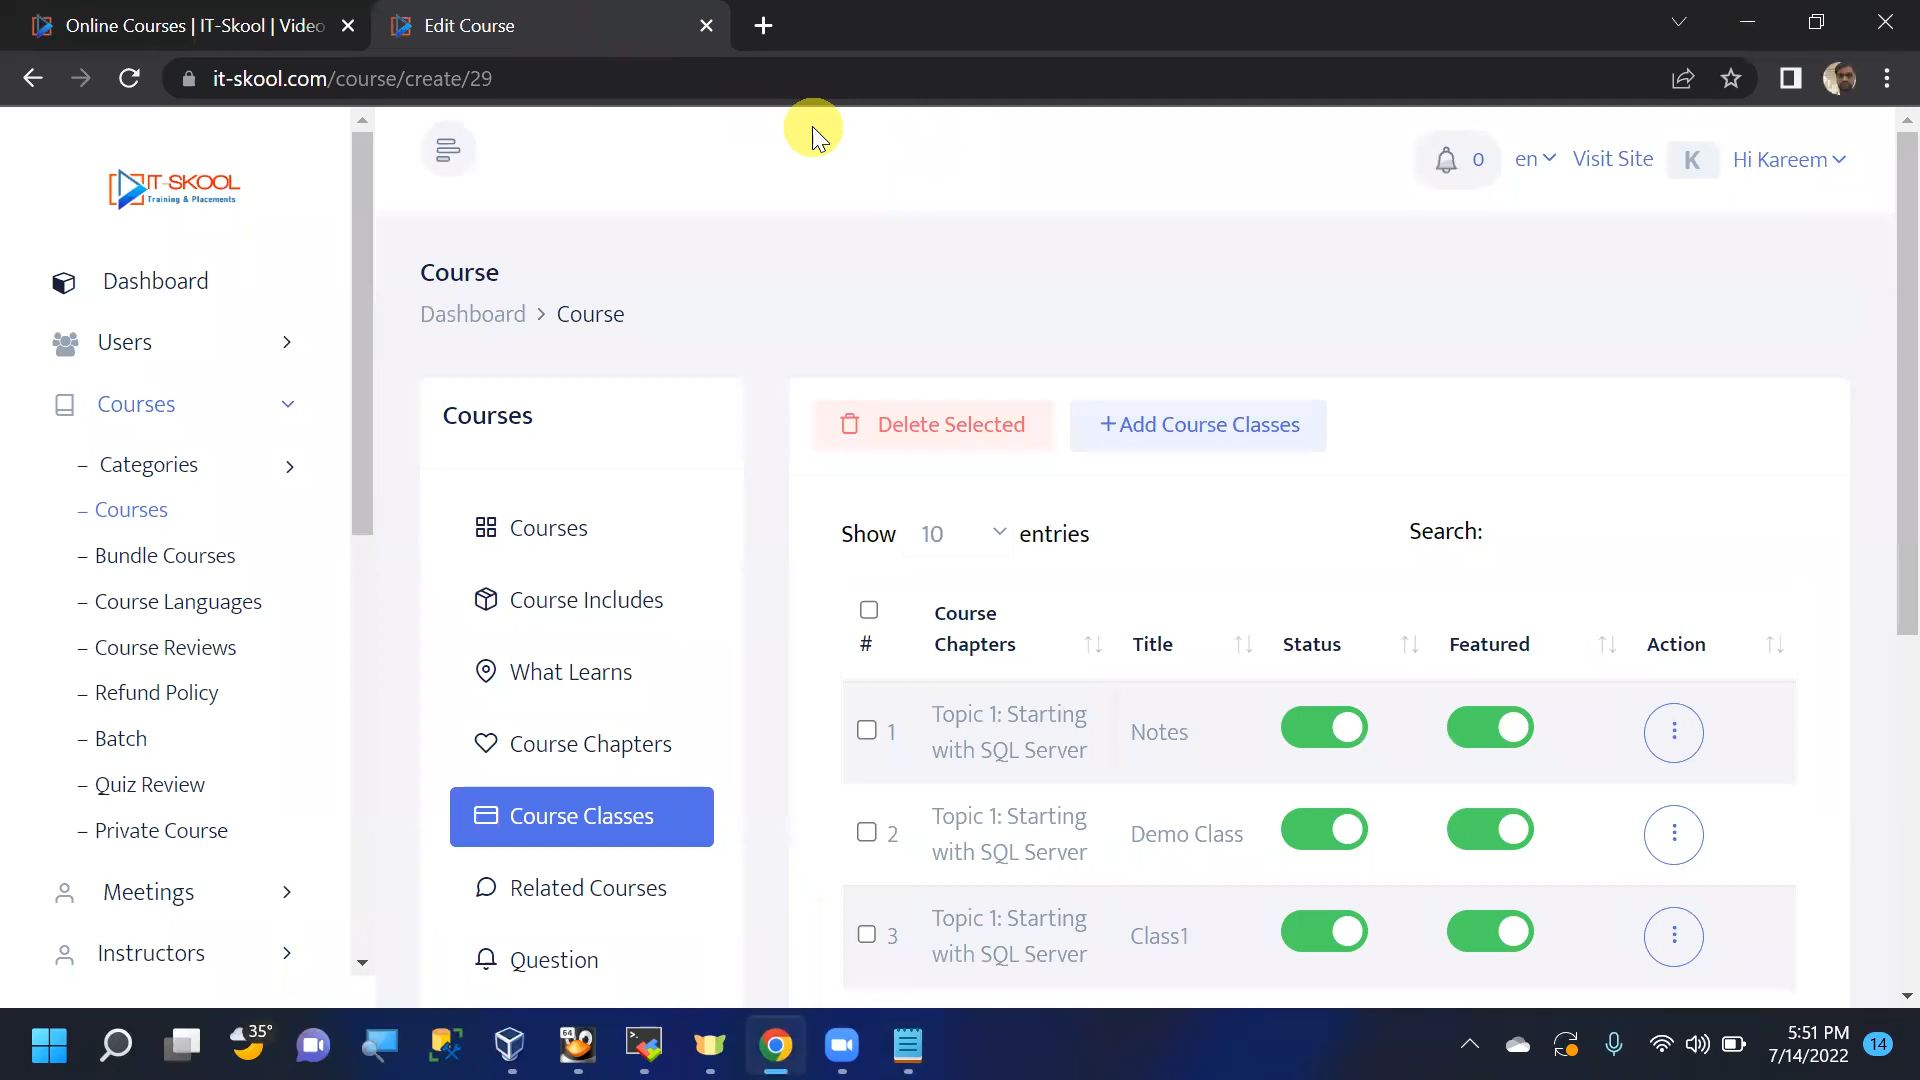 Online Courses | IT-Skool | Video
Edit Course
it-skool.com/course/create/29
IT-SKOOL
Training & Placements
0
en
Visit Site
K
Hi Kareem
Dashboard
Users
Courses
– Categories
– Courses
– Bundle Courses
– Course Languages
– Course Reviews
– Refund Policy
– Batch
– Quiz Review
– Private Course
Meetings
Instructors
Course
Dashboard > Course
Courses
Courses
Course Includes
What Learns
Course Chapters
Course Classes
Related Courses
Question
Delete Selected
+ Add Course Classes
Show 10 entries
Search:
#
Course
Chapters
Title
Status
Featured
Action
1
Topic 1: Starting
with SQL Server
Notes
2
Topic 1: Starting
with SQL Server
Demo Class
3
Topic 1: Starting
with SQL Server
Class1
35°
64
5:51 PM
7/14/2022
14